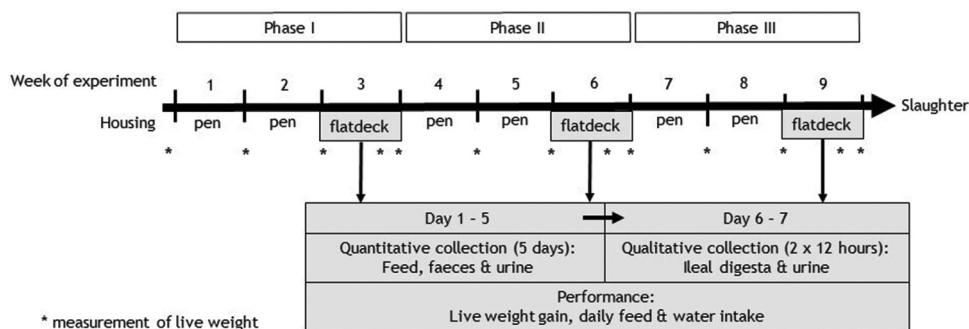 Phase I Phase II Phase III
Week of experiment 1 2 3 4 5 6 7 8 9
Slaughter
Housing pen pen flatdeck pen pen flatdeck pen pen flatdeck
* * * * * * * * * * * * *
Day 1 - 5 Day 6 - 7
Quantitative collection (5 days): Qualitative collection (2 x 12 hours):
Feed, faeces & urine Ileal digesta & urine
Performance:
Live weight gain, daily feed & water intake
* measurement of live weight